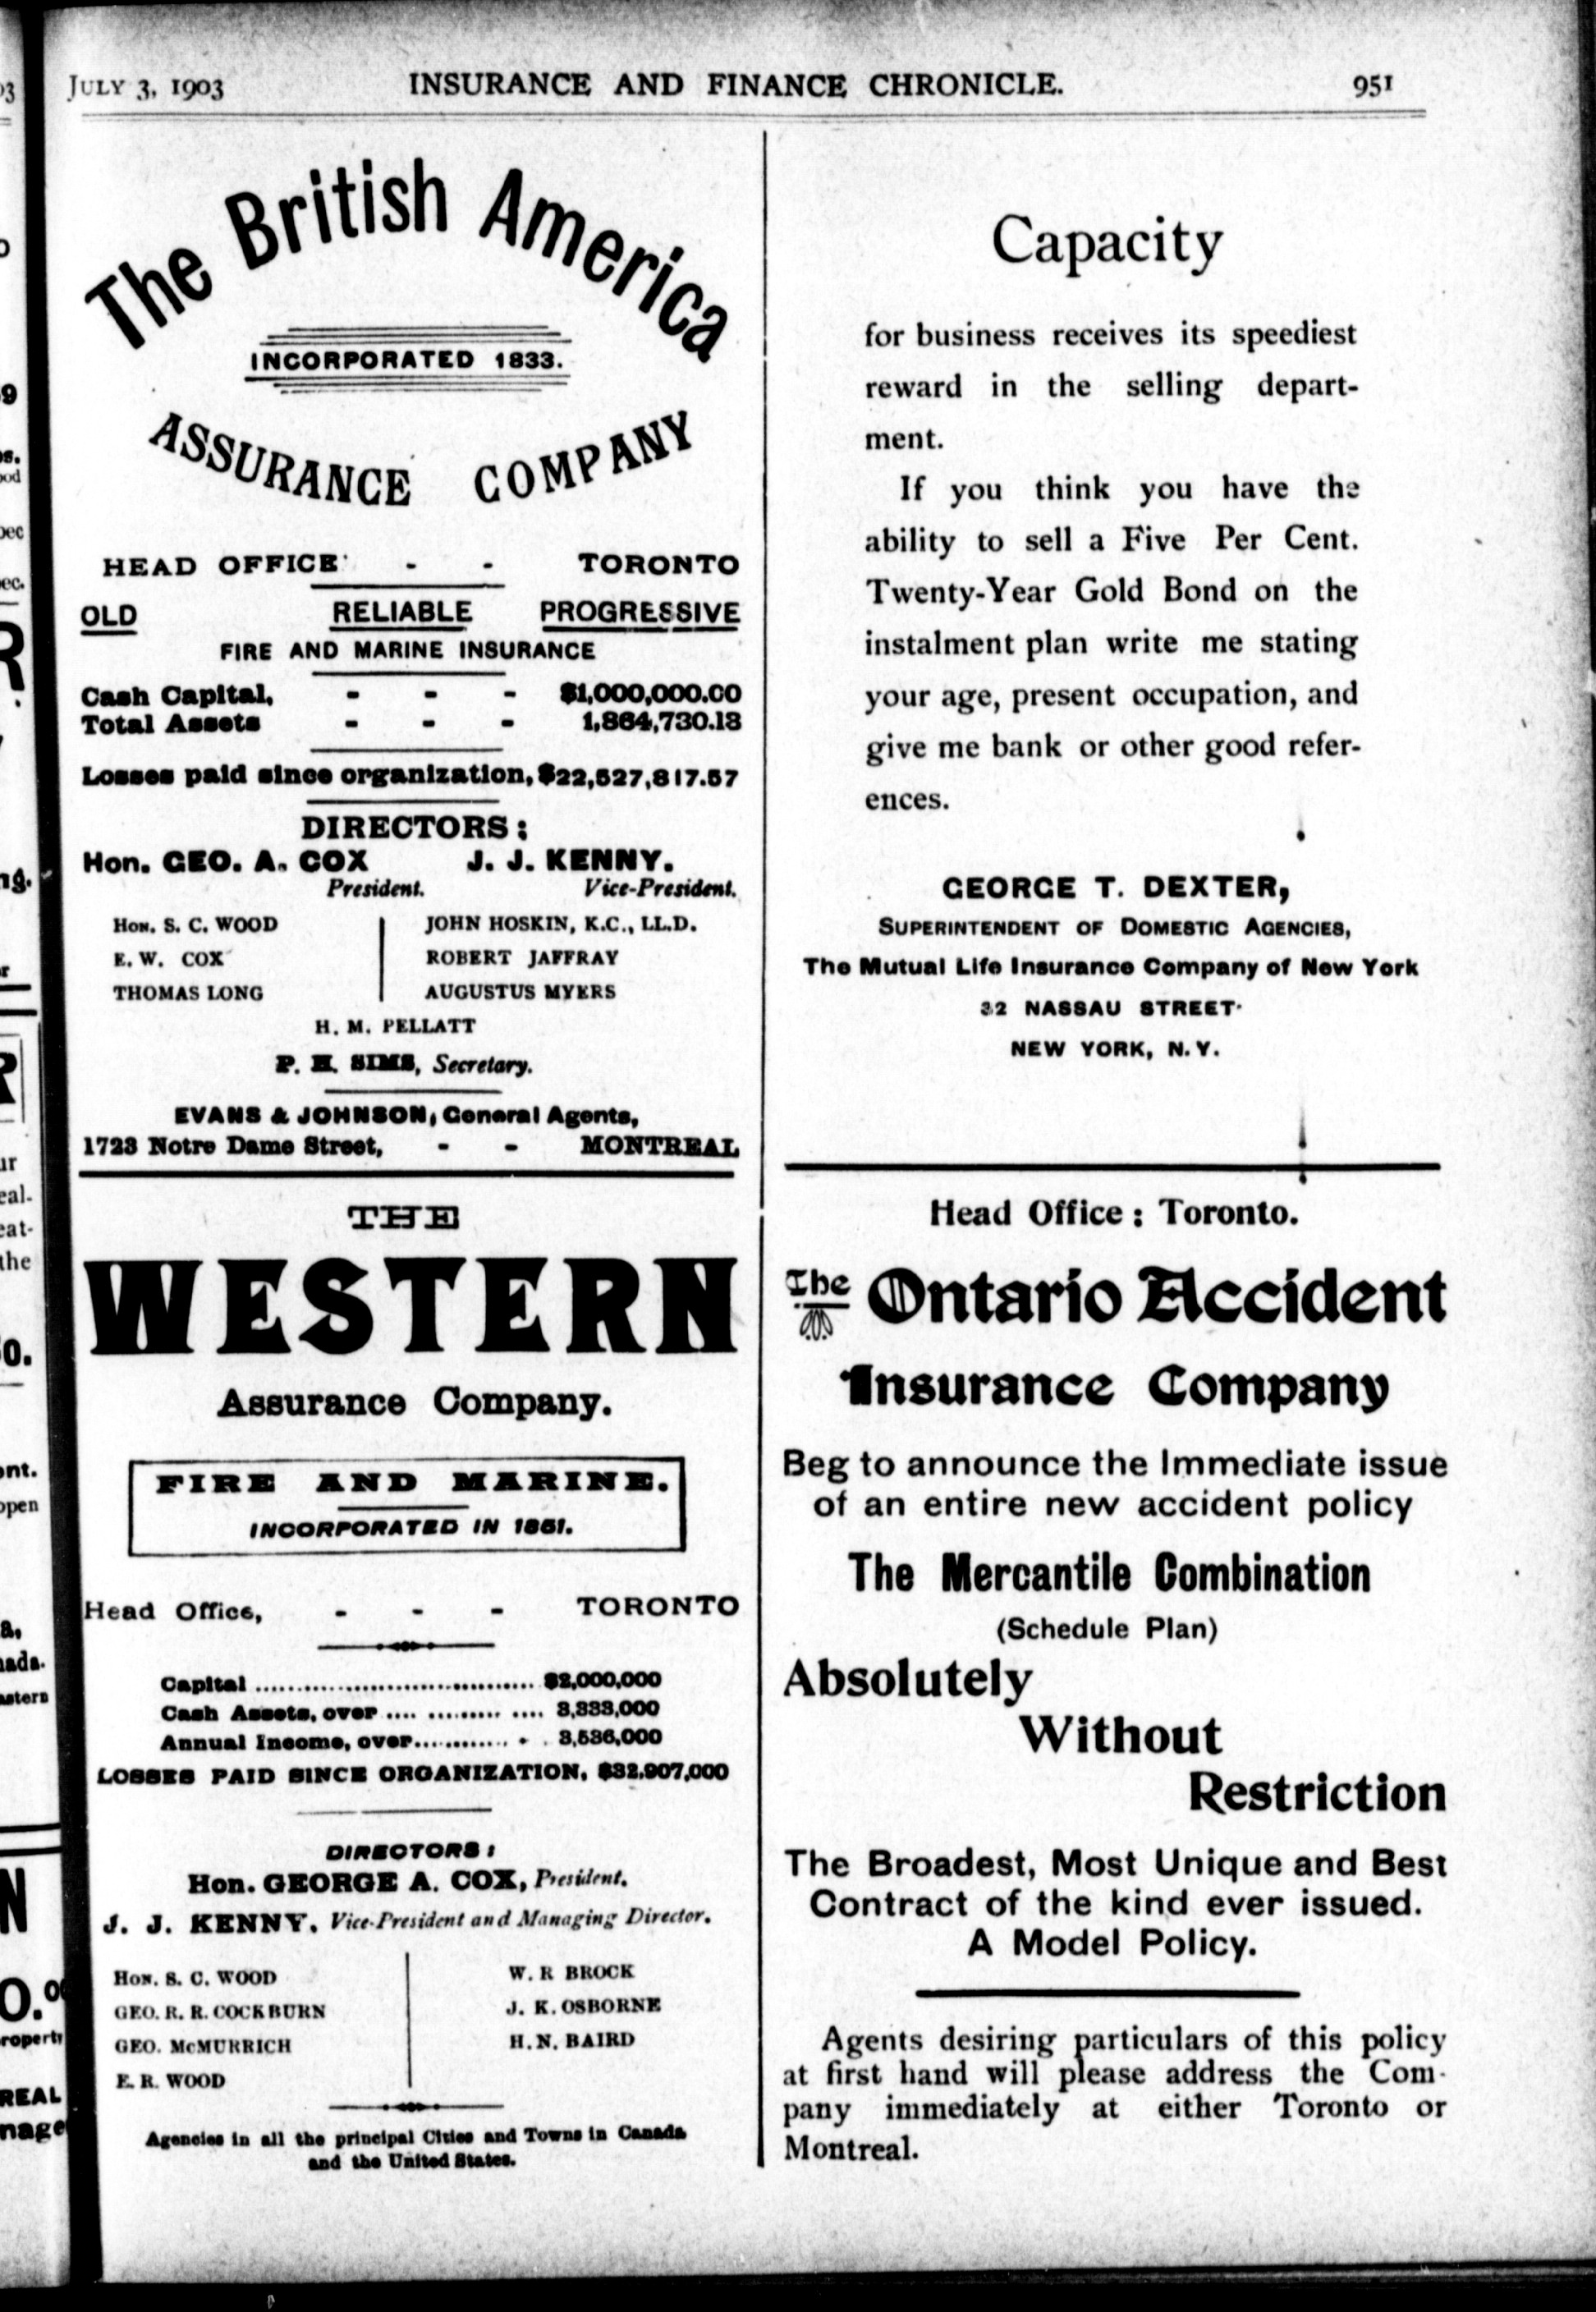 JULY 3, 1903 INSURANCE AND FINANCE CHRONICLE. 951
The British America
INCORPORATED 1833.
ASSURANCE COMPANY
HEAD OFFICE - - TORONTO
OLD RELIABLE PROGRESSIVE
FIRE AND MARINE INSURANCE
Cash Capital, - - - $1,000,000.00
Total Assets - - - 1,864,730.13
Losses paid since organization, $22,527,817.57
DIRECTORS:
Hon. GEO. A. COX J. J. KENNY.
President. Vice-President.
HON. S. C. WOOD JOHN HOSKIN, K.C., LL.D.
E. W. COX ROBERT JAFFRAY
THOMAS LONG AUGUSTUS MYERS
H. M. PELLATT
P. H. SIMS, Secretary.
EVANS & JOHNSON, General Agents,
1723 Notre Dame Street, - - MONTREAL
THE
WESTERN
Assurance Company.
FIRE AND MARINE.
INCORPORATED IN 1851.
Head Office, - - - TORONTO
Capital ........ $2,000,000
Cash Assets, over ........ 3,333,000
Annual Income, over ........ 3,536,000
LOSSES PAID SINCE ORGANIZATION, $32,907,000
DIRECTORS:
Hon. GEORGE A. COX, President.
J. J. KENNY, Vice-President and Managing Director.
HON. S. C. WOOD W. R BROCK
GEO. R. R. COCKBURN J. K. OSBORNE
GEO. McMURRICH H. N. BAIRD
E. R. WOOD
Agencies in all the principal Cities and Towns in Canada
and the United States.
Capacity
for business receives its speediest
reward in the selling depart-
ment.
If you think you have the
ability to sell a Five Per Cent.
Twenty-Year Gold Bond on the
instalment plan write me stating
your age, present occupation, and
give me bank or other good refer-
ences.
GEORGE T. DEXTER,
SUPERINTENDENT OF DOMESTIC AGENCIES,
The Mutual Life Insurance Company of New York
32 NASSAU STREET
NEW YORK, N. Y.
Head Office: Toronto.
The Ontario Accident
Insurance Company
Beg to announce the Immediate issue
of an entire new accident policy
The Mercantile Combination
(Schedule Plan)
Absolutely
Without
Restriction
The Broadest, Most Unique and Best
Contract of the kind ever issued.
A Model Policy.
Agents desiring particulars of this policy
at first hand will please address the Com-
pany immediately at either Toronto or
Montreal.